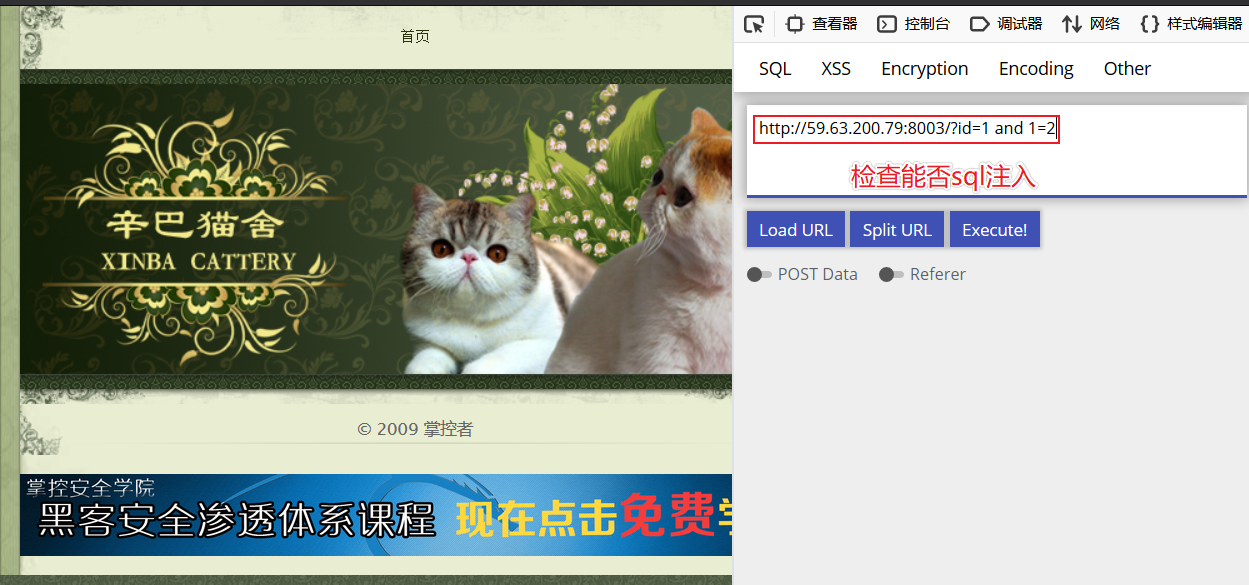 首页
辛巴猫舍
XINBA CATTERY
© 2009 掌控者
掌控安全学院
黑客安全渗透体系课程 现在点击免费学
查看器 控制台 调试器 网络 样式编辑器
SQL XSS Encryption Encoding Other
http://59.63.200.79:8003/?id=1 and 1=2
检查能否sql注入
Load URL Split URL Execute!
POST Data Referer